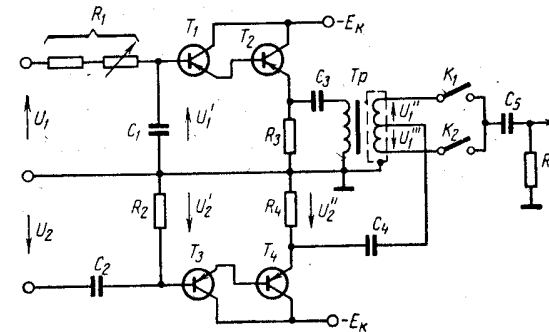 R₁
T₁ T₂ -Eк
C₃ Тр K₁
U₁ C₁ U₁′ R₃ U₁″ C₅
U₁‴ K₂
R
R₂ U₂′ R₄ U₂″ C₄
U₂
C₂ T₃ T₄
-Eк